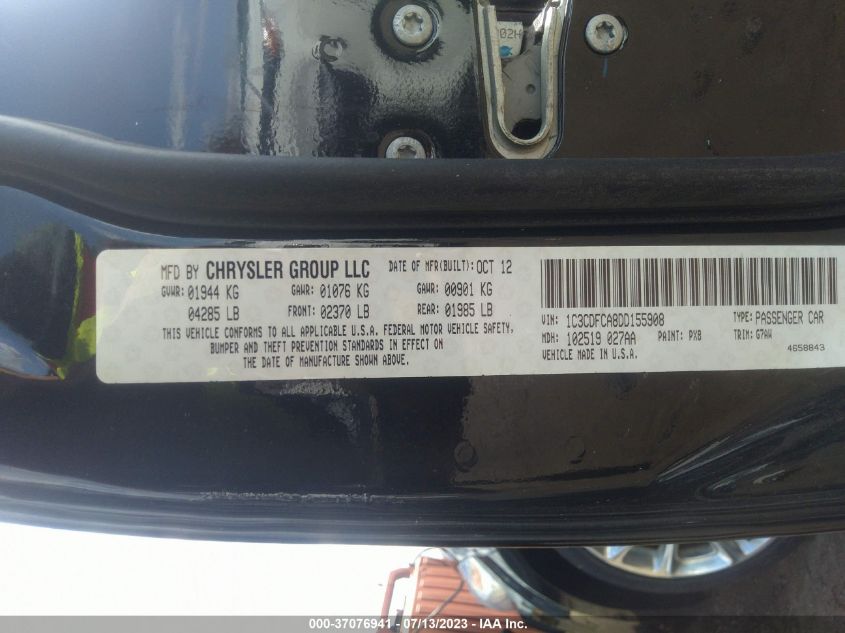 02H
MFD BY CHRYSLER GROUP LLC DATE OF MFR(BUILT): OCT 12
GVWR: 01944 KG GAWR: 01076 KG GAWR: 00901 KG
04285 LB FRONT: 02370 LB REAR: 01985 LB
THIS VEHICLE CONFORMS TO ALL APPLICABLE U.S.A. FEDERAL MOTOR VEHICLE SAFETY,
BUMPER AND THEFT PREVENTION STANDARDS IN EFFECT ON
THE DATE OF MANUFACTURE SHOWN ABOVE.
VIN: 1C3CDFCA8DD155908 TYPE: PASSENGER CAR
MDH: 102519 027AA PAINT: PX8 TRIM: G7AW
VEHICLE MADE IN U.S.A. 4658843
000-37076941 - 07/13/2023 - IAA Inc.